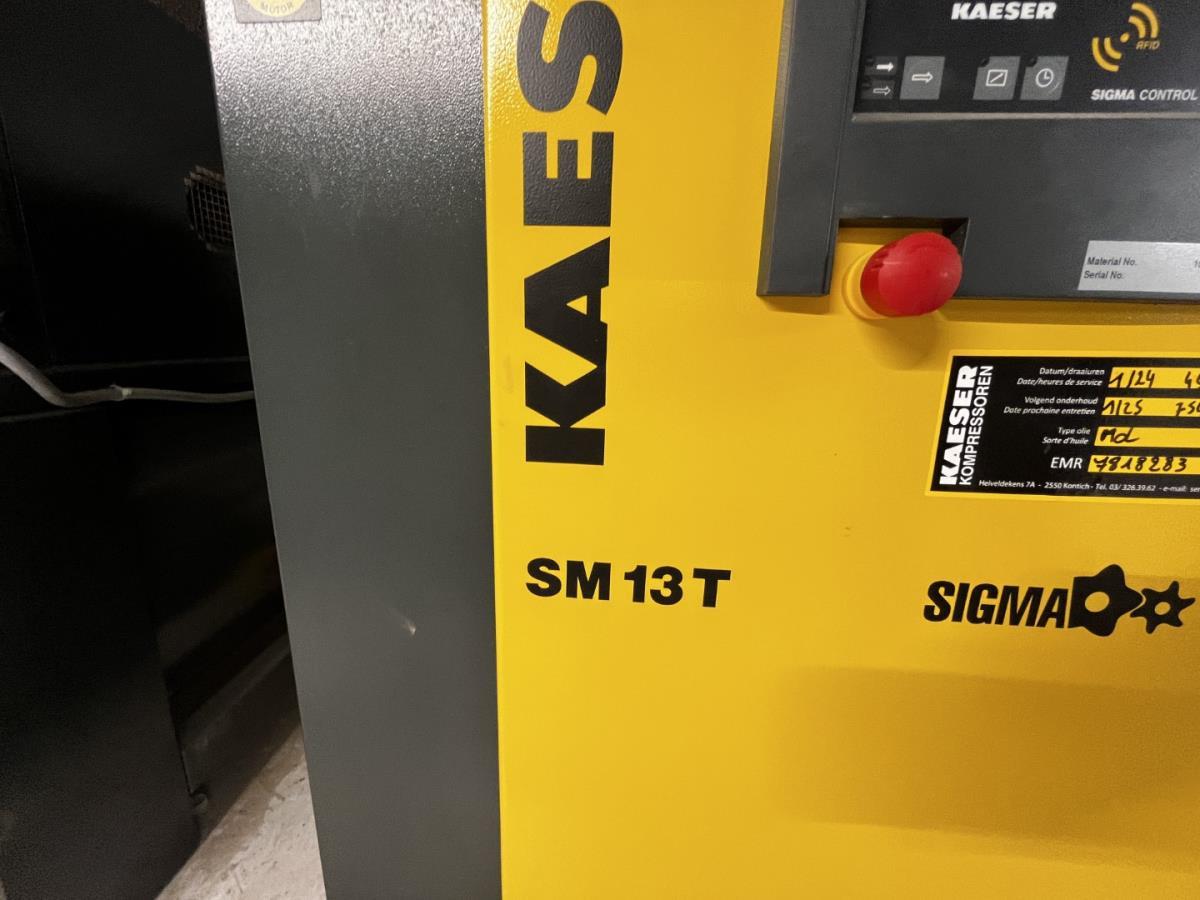 MOTOR
KAES
KAESER
RFID
SIGMA CONTROL
Material No.
Serial No.
KAESER
KOMPRESSOREN
Datum/draaiuren
Date/heures de service
1/24
Volgend onderhoud
Date prochaine entretien
1/25
Type olie
Sorte d'huile
MOL
EMR 7818283
Heiveldekens 7A - 2550 Kontich - Tel. 03/ 326.39.62 - e-mail:
SM 13 T
SIGMA